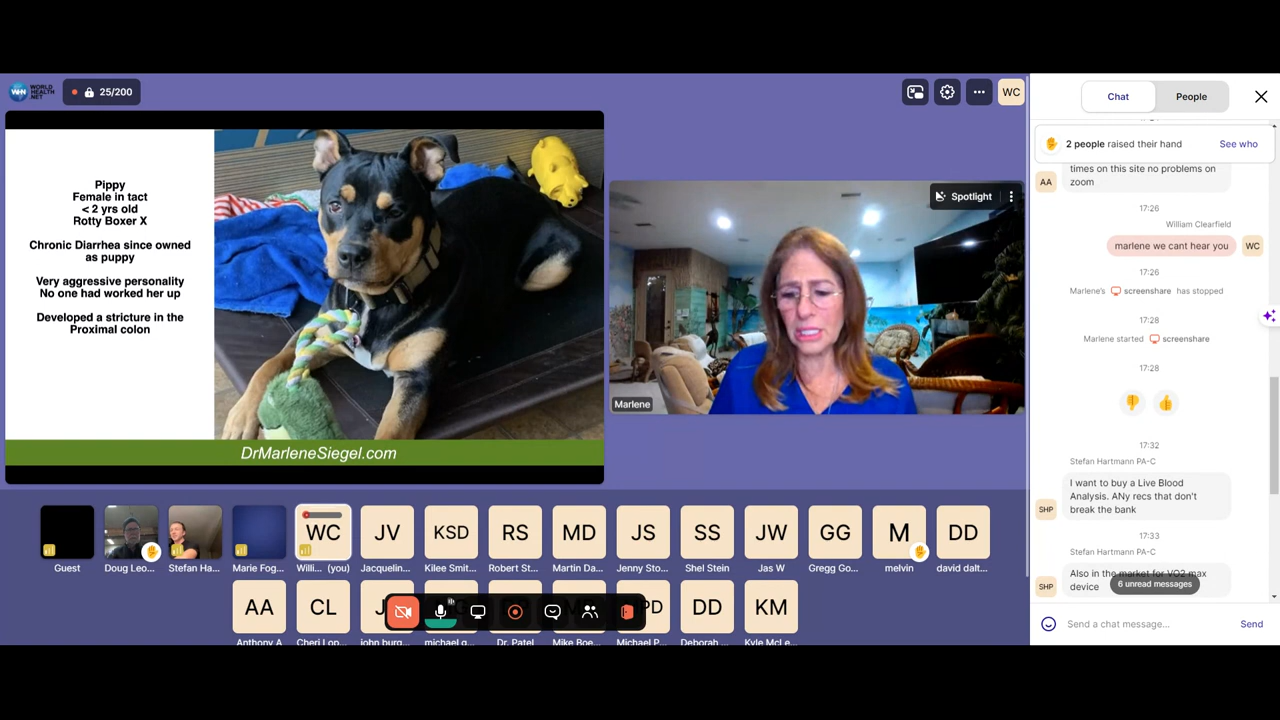 WHN WORLD
HEALTH
.NET
25/200
WC
Pippy
Female in tact
< 2 yrs old
Rotty Boxer X
Chronic Diarrhea since owned
as puppy
Very aggressive personality
No one had worked her up
Developed a stricture in the
Proximal colon
DrMarleneSiegel.com
Spotlight
Marlene
WC
JV
KSD
RS
MD
JS
SS
JW
GG
M
DD
Guest
Doug Leo...
Stefan Ha...
Marie Fog...
Willi... (you)
Jacquelin...
Kilee Smit...
Robert St...
Martin Da...
Jenny Sto...
Shel Stein
Jas W
Gregg Go...
melvin
david dalt...
AA
CL
J
PD
DD
KM
Anthony A
Cheri Lop...
john burg...
michael g...
Dr. Patel
Mike Boe...
Michael P...
Deborah ...
Kyle McLe...
Chat
People
2 people raised their hand
See who
AA
times on this site no problems on
zoom
17:26
William Clearfield
marlene we cant hear you
WC
17:26
Marlene's screenshare has stopped
17:28
Marlene started screenshare
17:28
17:32
Stefan Hartmann PA-C
I want to buy a Live Blood
Analysis. ANy recs that don't
break the bank
SHP
17:33
Stefan Hartmann PA-C
Also in the market for VO2 max
device
SHP
6 unread messages
Send a chat message...
Send